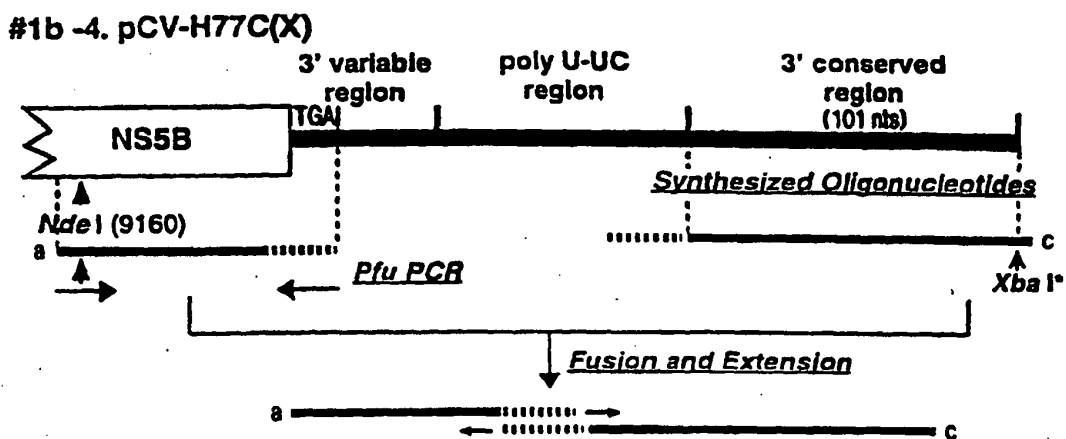 #1b -4. pCV-H77C(X)
3' variable region
poly U-UC region
3' conserved region (101 nts)
TGA
NS5B
Synthesized Oligonucleotides
Nde I (9160)
a
c
Pfu PCR
Xba I*
Fusion and Extension
a
c